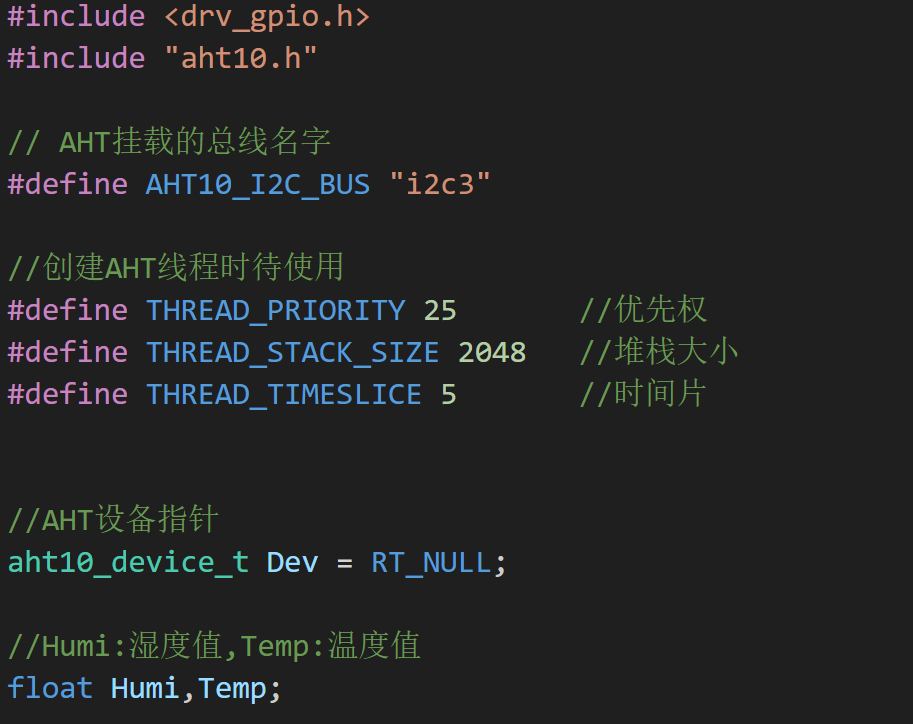 #include <drv_gpio.h>
#include "aht10.h"
// AHT挂载的总线名字
#define AHT10_I2C_BUS "i2c3"
//创建AHT线程时待使用
#define THREAD_PRIORITY 25 //优先权
#define THREAD_STACK_SIZE 2048 //堆栈大小
#define THREAD_TIMESLICE 5 //时间片
//AHT设备指针
aht10_device_t Dev = RT_NULL;
//Humi:湿度值,Temp:温度值
float Humi,Temp;